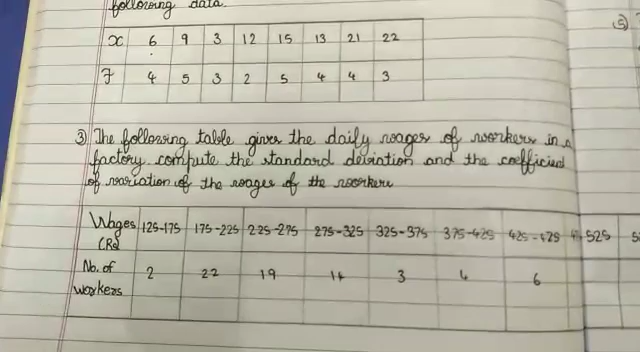 following data.
x 6 9 3 12 15 13 21 22
F 4 5 3 2 5 4 4 3
③ The following table gives the daily wages of workers in a
factory. compute the standard deviation and the coefficient
of variation of the wages of the workers
Wages 125-175 175-225 225-275 275-325 325-375 375-425 425-475 525
(Rs)
No. of 2 22 19 14 3 4 6
workers
⑤